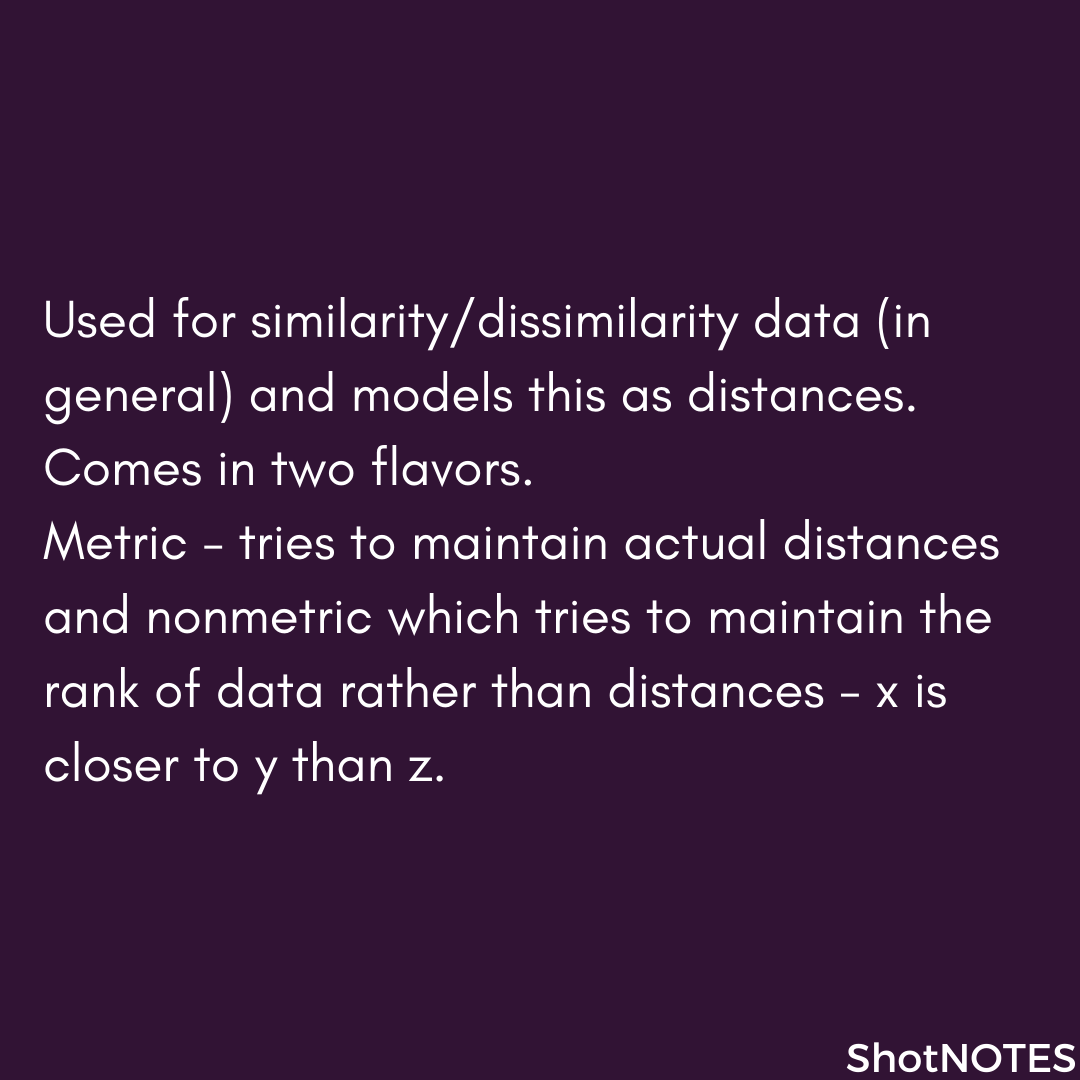 Used for similarity/dissimilarity data (in
general) and models this as distances.
Comes in two flavors.
Metric – tries to maintain actual distances
and nonmetric which tries to maintain the
rank of data rather than distances – x is
closer to y than z.
ShotNOTES